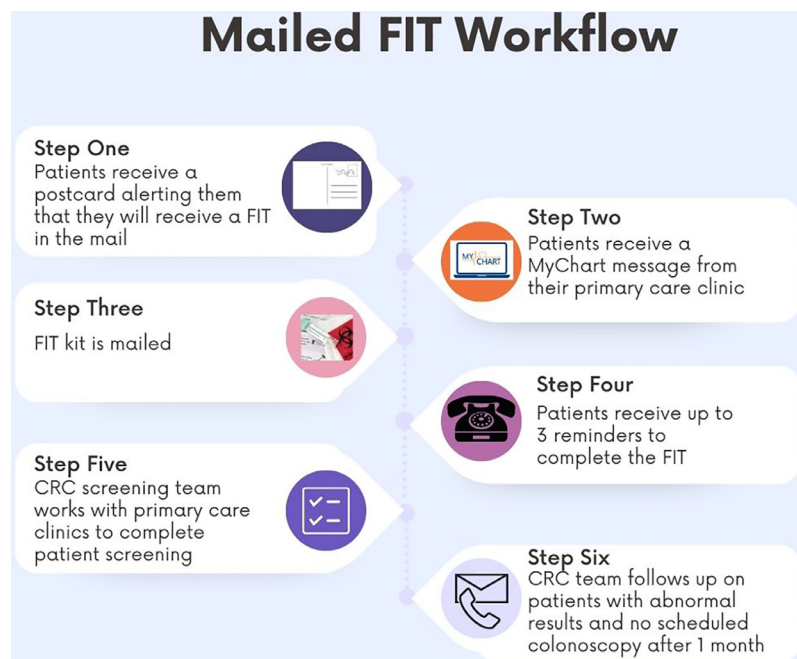 Mailed FIT Workflow
Step One
Patients receive a
postcard alerting them
that they will receive a FIT
in the mail
Step Two
Patients receive a
MyChart message from
their primary care clinic
MY CHART
Step Three
FIT kit is mailed
Step Four
Patients receive up to
3 reminders to
complete the FIT
Step Five
CRC screening team
works with primary care
clinics to complete
patient screening
Step Six
CRC team follows up on
patients with abnormal
results and no scheduled
colonoscopy after 1 month